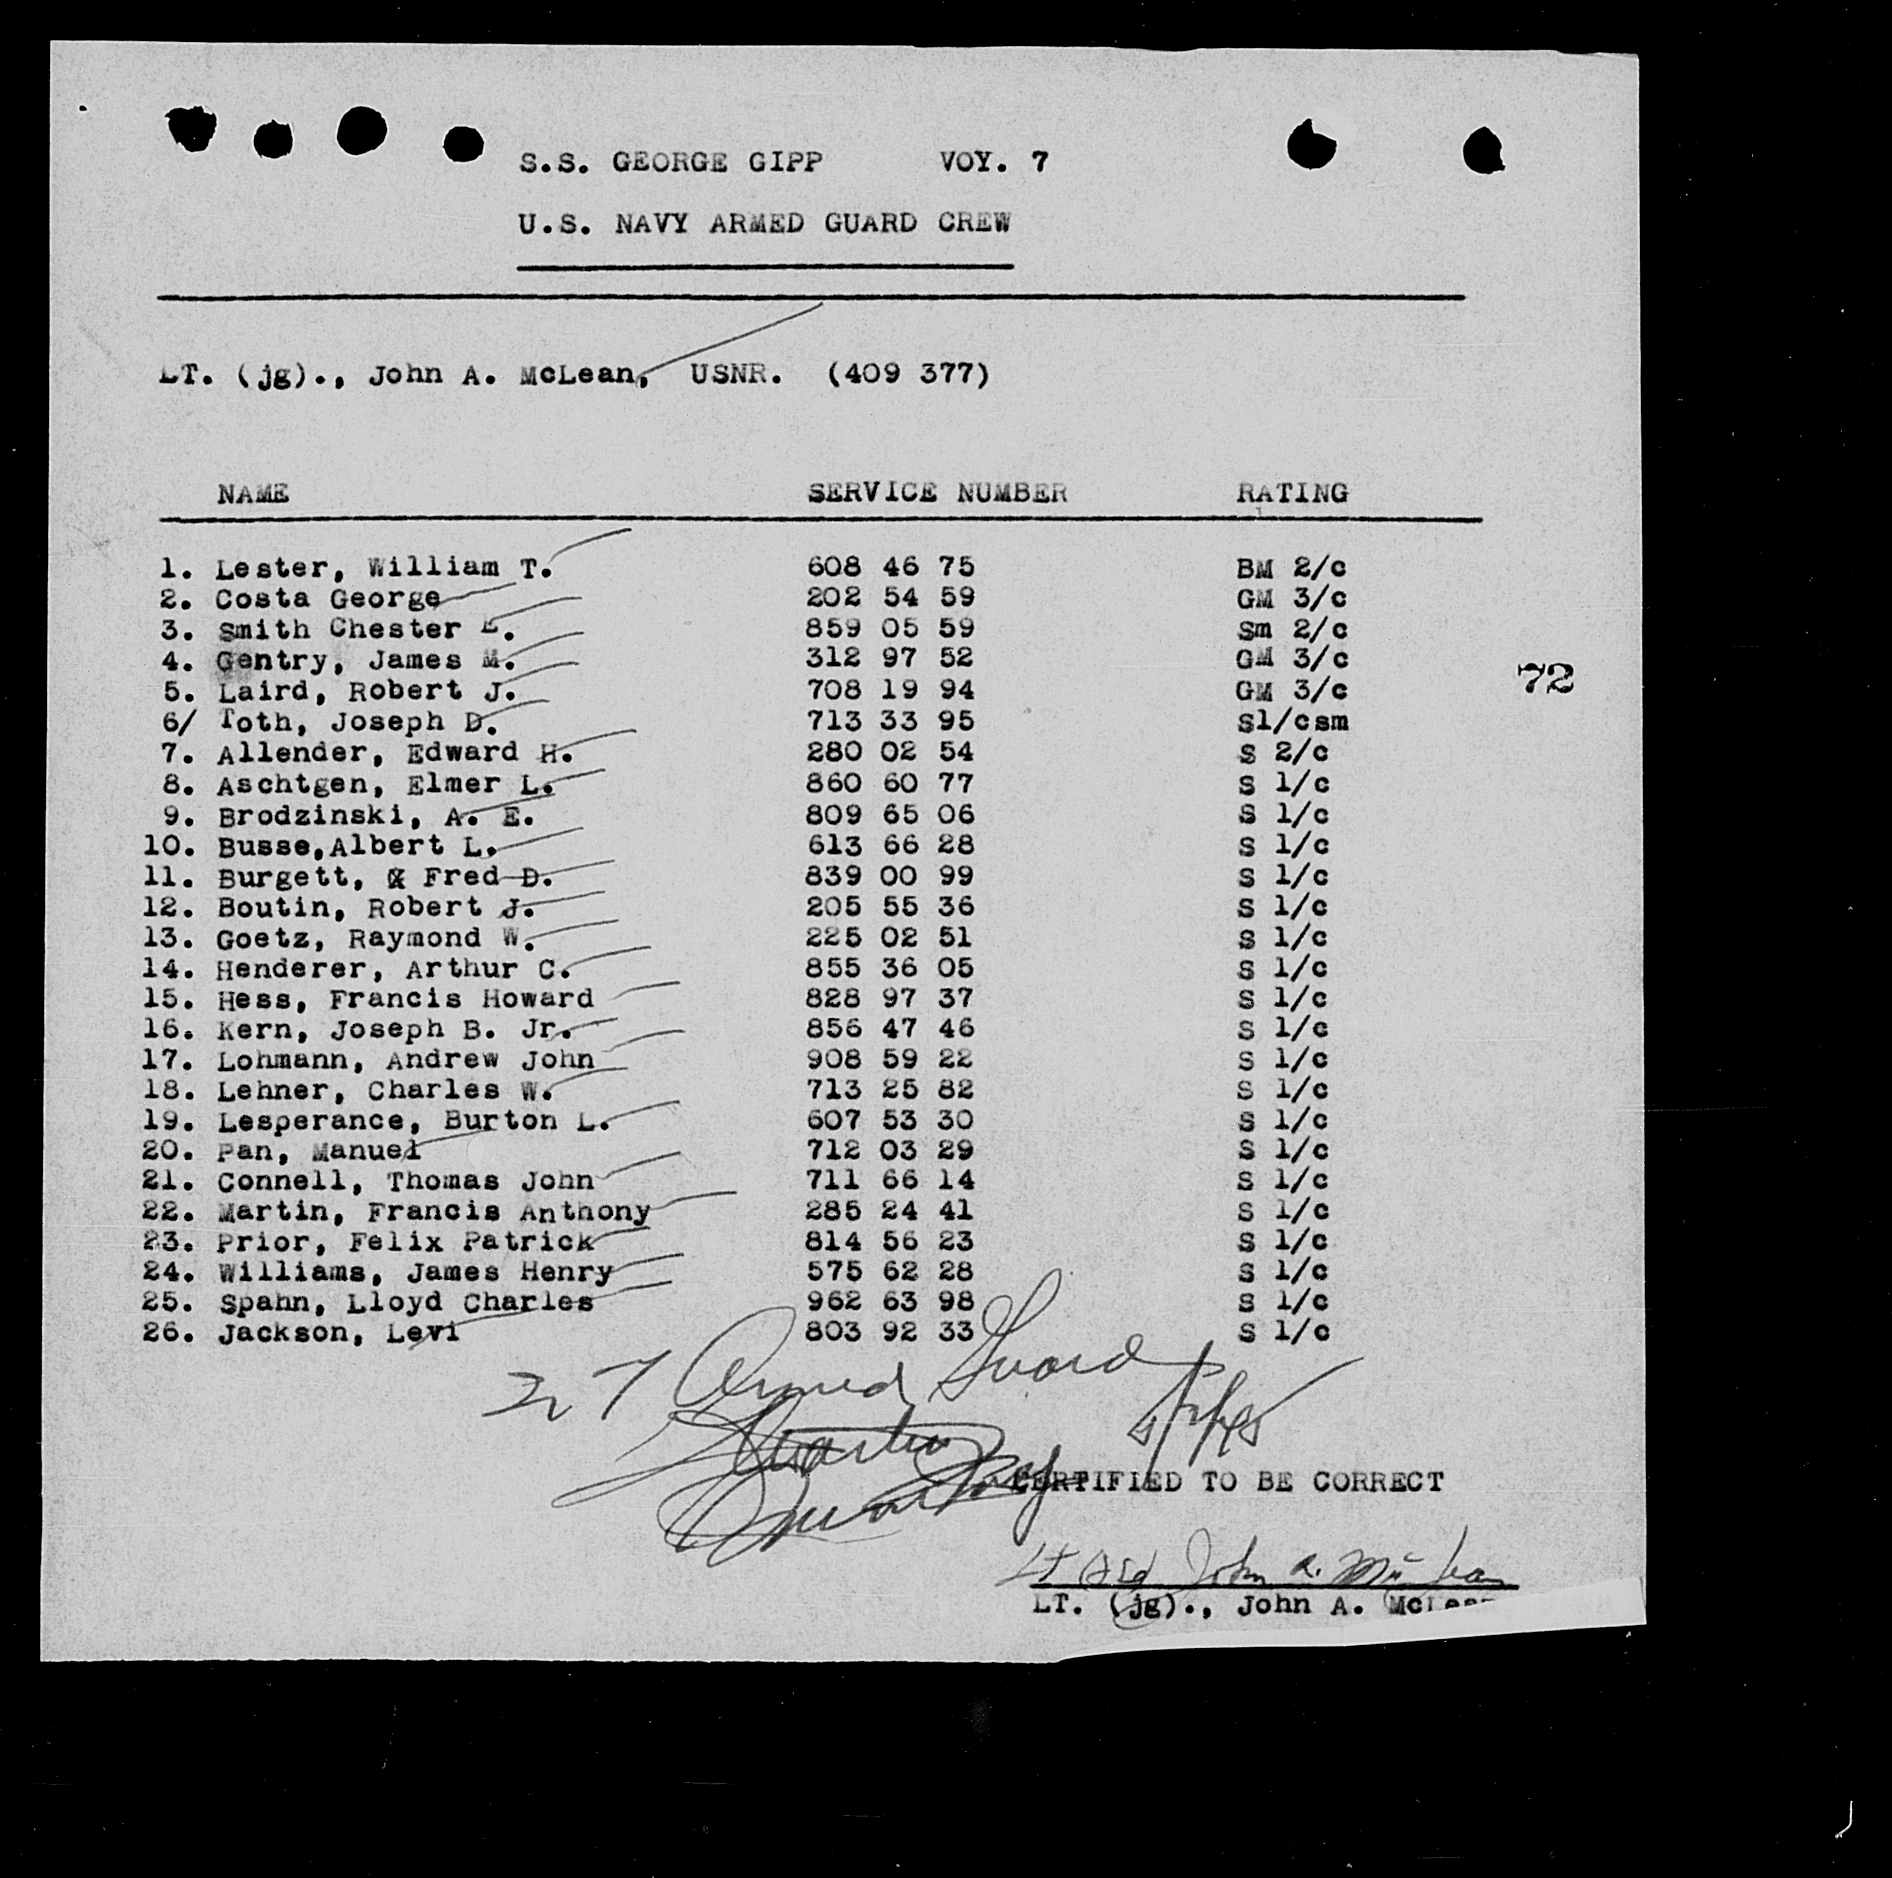 S.S. GEORGE GIPP VOY. 7
U.S. NAVY ARMED GUARD CREW
LT. (jg)., John A. McLean, USNR. (409 377)
NAME SERVICE NUMBER RATING
1. Lester, William T. 608 46 75 BM 2/c
2. Costa George 202 54 59 GM 3/c
3. Smith Chester E. 859 05 59 Sm 2/c
4. Gentry, James M. 312 97 52 GM 3/c
72
5. Laird, Robert J. 708 19 94 GM 3/c
6/ Toth, Joseph D. 713 33 95 S1/csm
7. Allender, Edward H. 280 02 54 S 2/c
8. Aschtgen, Elmer L. 860 60 77 S 1/c
9. Brodzinski, A. E. 809 65 06 S 1/c
10. Busse,Albert L. 613 66 28 S 1/c
11. Burgett, Fred D. 839 00 99 S 1/c
12. Boutin, Robert J. 205 55 36 S 1/c
13. Goetz, Raymond W. 225 02 51 S 1/c
14. Henderer, Arthur C. 855 36 05 S 1/c
15. Hess, Francis Howard 828 97 37 S 1/c
16. Kern, Joseph B. Jr. 856 47 46 S 1/c
17. Lohmann, Andrew John 908 59 22 S 1/c
18. Lehner, Charles W. 713 25 82 S 1/c
19. Lesperance, Burton L. 607 53 30 S 1/c
20. Pan, Manuel 712 03 29 S 1/c
21. Connell, Thomas John 711 66 14 S 1/c
22. Martin, Francis Anthony 285 24 41 S 1/c
23. Prior, Felix Patrick 814 56 23 S 1/c
24. Williams, James Henry 575 62 28 S 1/c
25. Spahn, Lloyd Charles 962 63 98 S 1/c
26. Jackson, Levi 803 92 33 S 1/c
27 Armed Guard
CERTIFIED TO BE CORRECT
Lt (jg) John A. McLean
LT. (jg)., John A. McLean